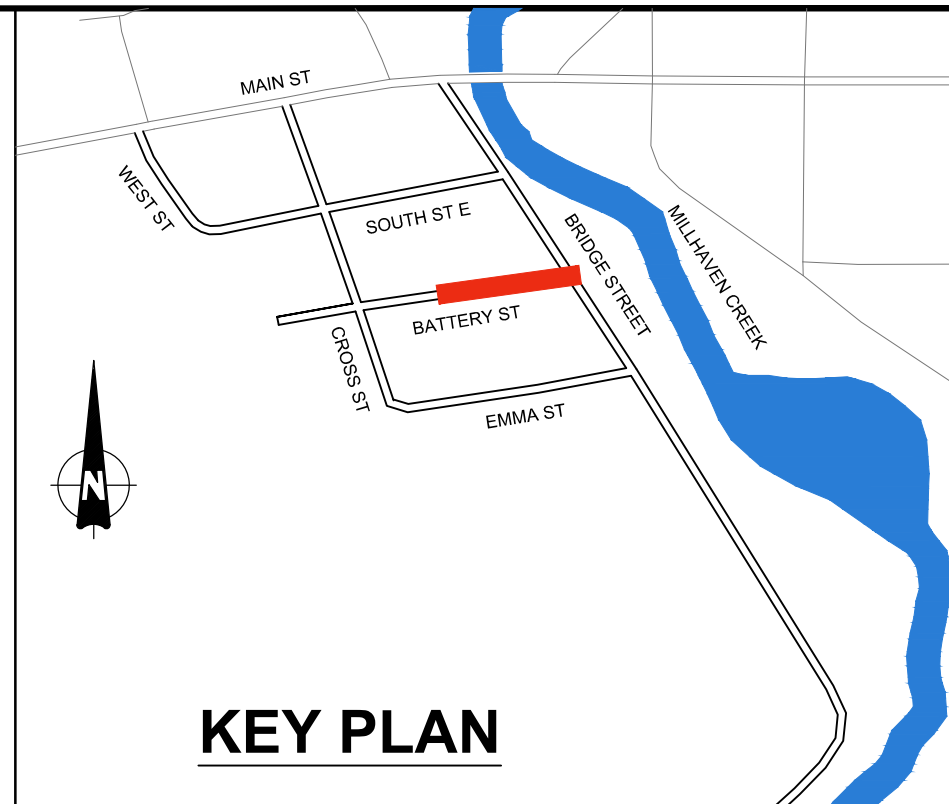 MAIN ST
WEST ST
SOUTH ST E
BRIDGE STREET
MILLHAVEN CREEK
BATTERY ST
CROSS ST
EMMA ST
N
KEY PLAN